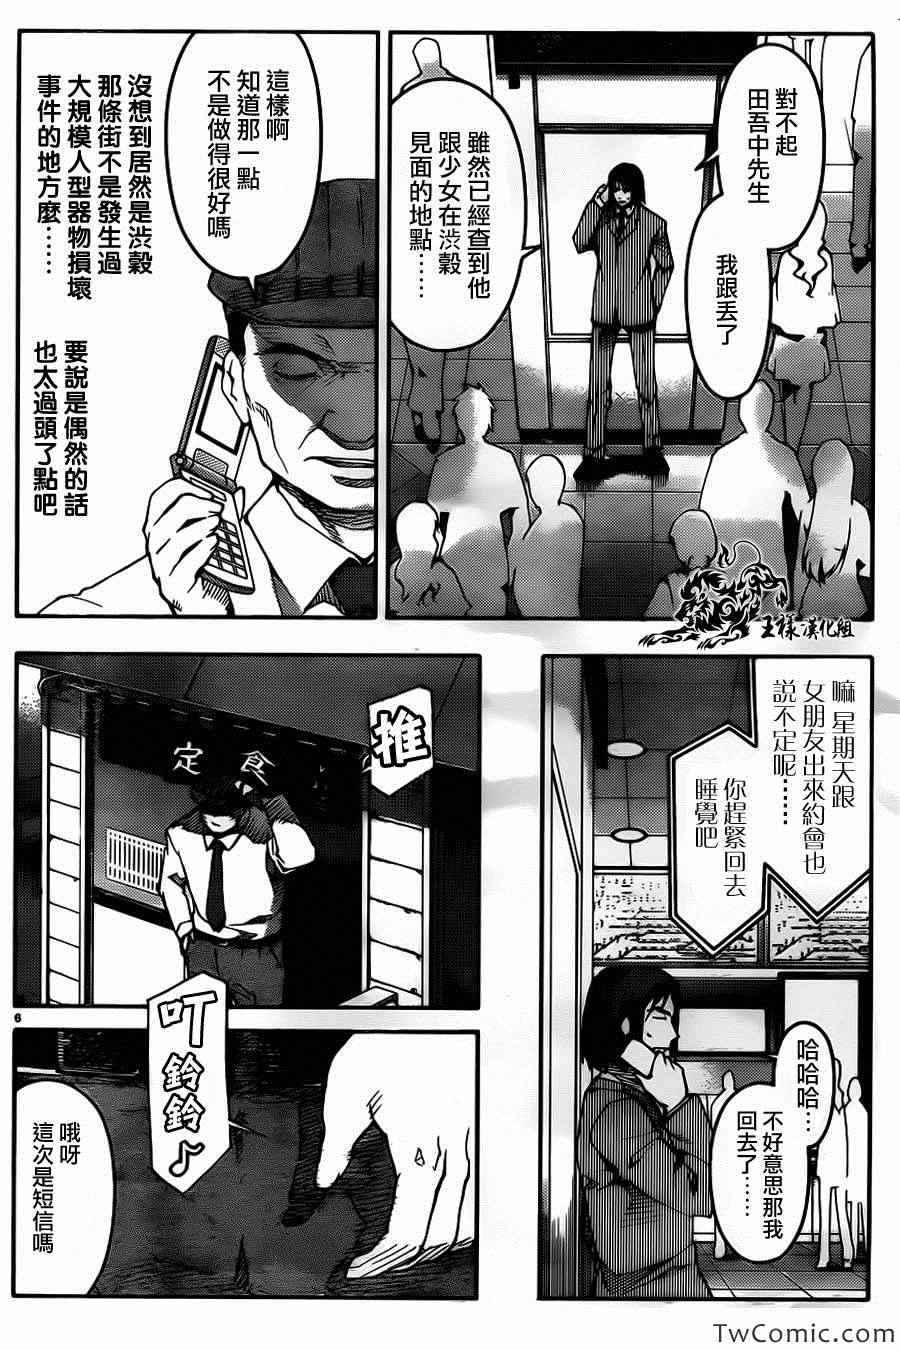 對不起
田吾中先生
我跟丟了
雖然已經查到他
跟少女在渋穀
見面的地點……
這樣啊
知道那一點
不是做得很好嗎
沒想到居然是渋穀
那條街不是發生過
大規模人型器物損壞
事件的地方麼……
要說是偶然的話
也太過頭了點吧
王樣漢化組
嘛 星期天跟
女朋友出來約會也
說不定呢……
你趕緊回去
睡覺吧
哈哈哈…
不好意思那我
回去了……
推
定食
叮鈴鈴♪
哦呀
這次是短信嗎
6
TwComic.com